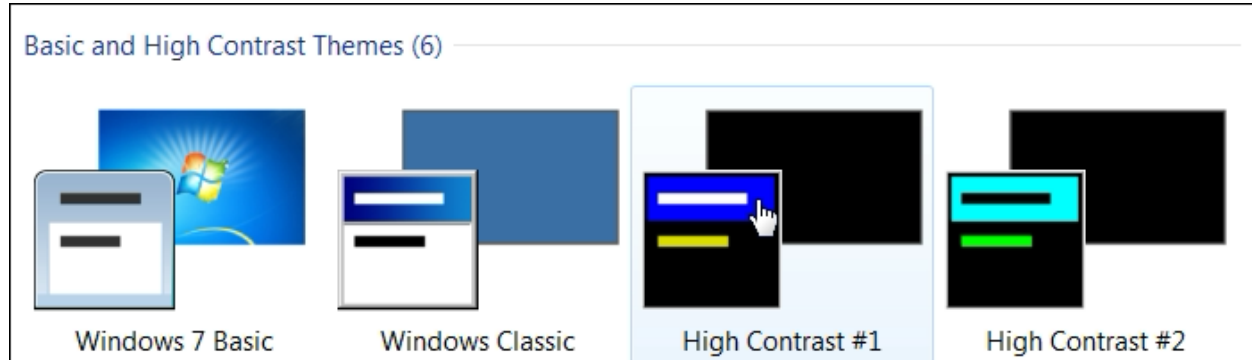 Basic and High Contrast Themes (6)
Windows 7 Basic
Windows Classic
High Contrast #1
High Contrast #2